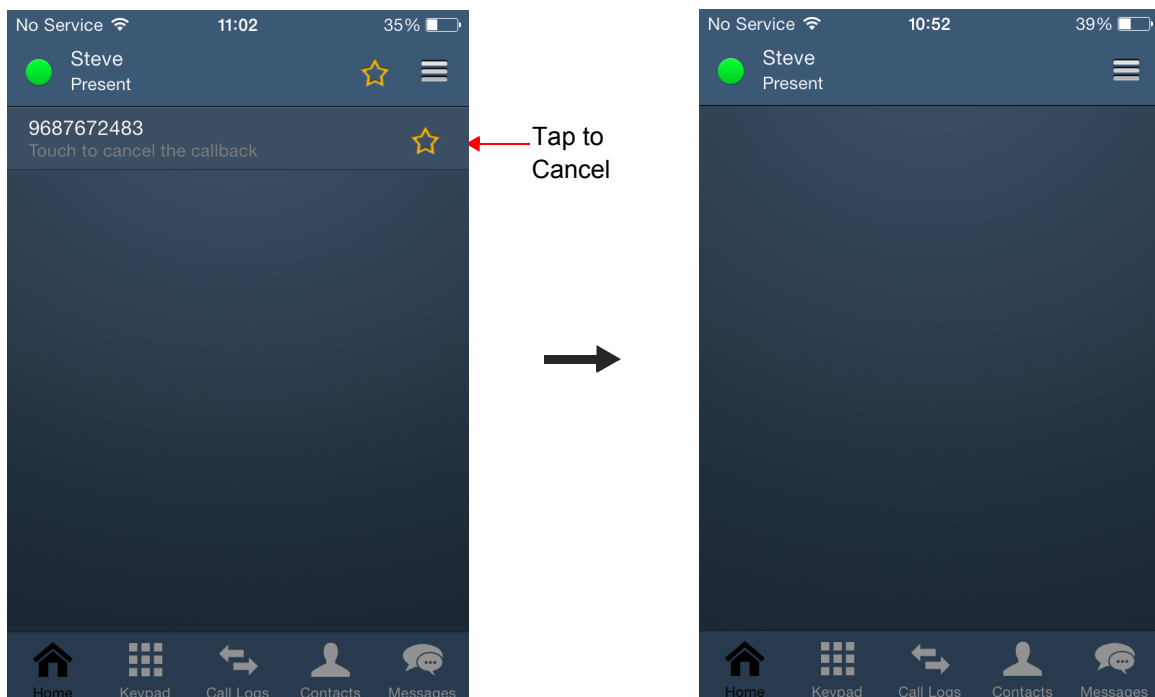 No Service 11:02 35%
Steve
Present
9687672483
Touch to cancel the callback
Home Keypad Call Logs Contacts Messages
Tap to
Cancel
No Service 10:52 39%
Steve
Present
Home Keypad Call Logs Contacts Messages